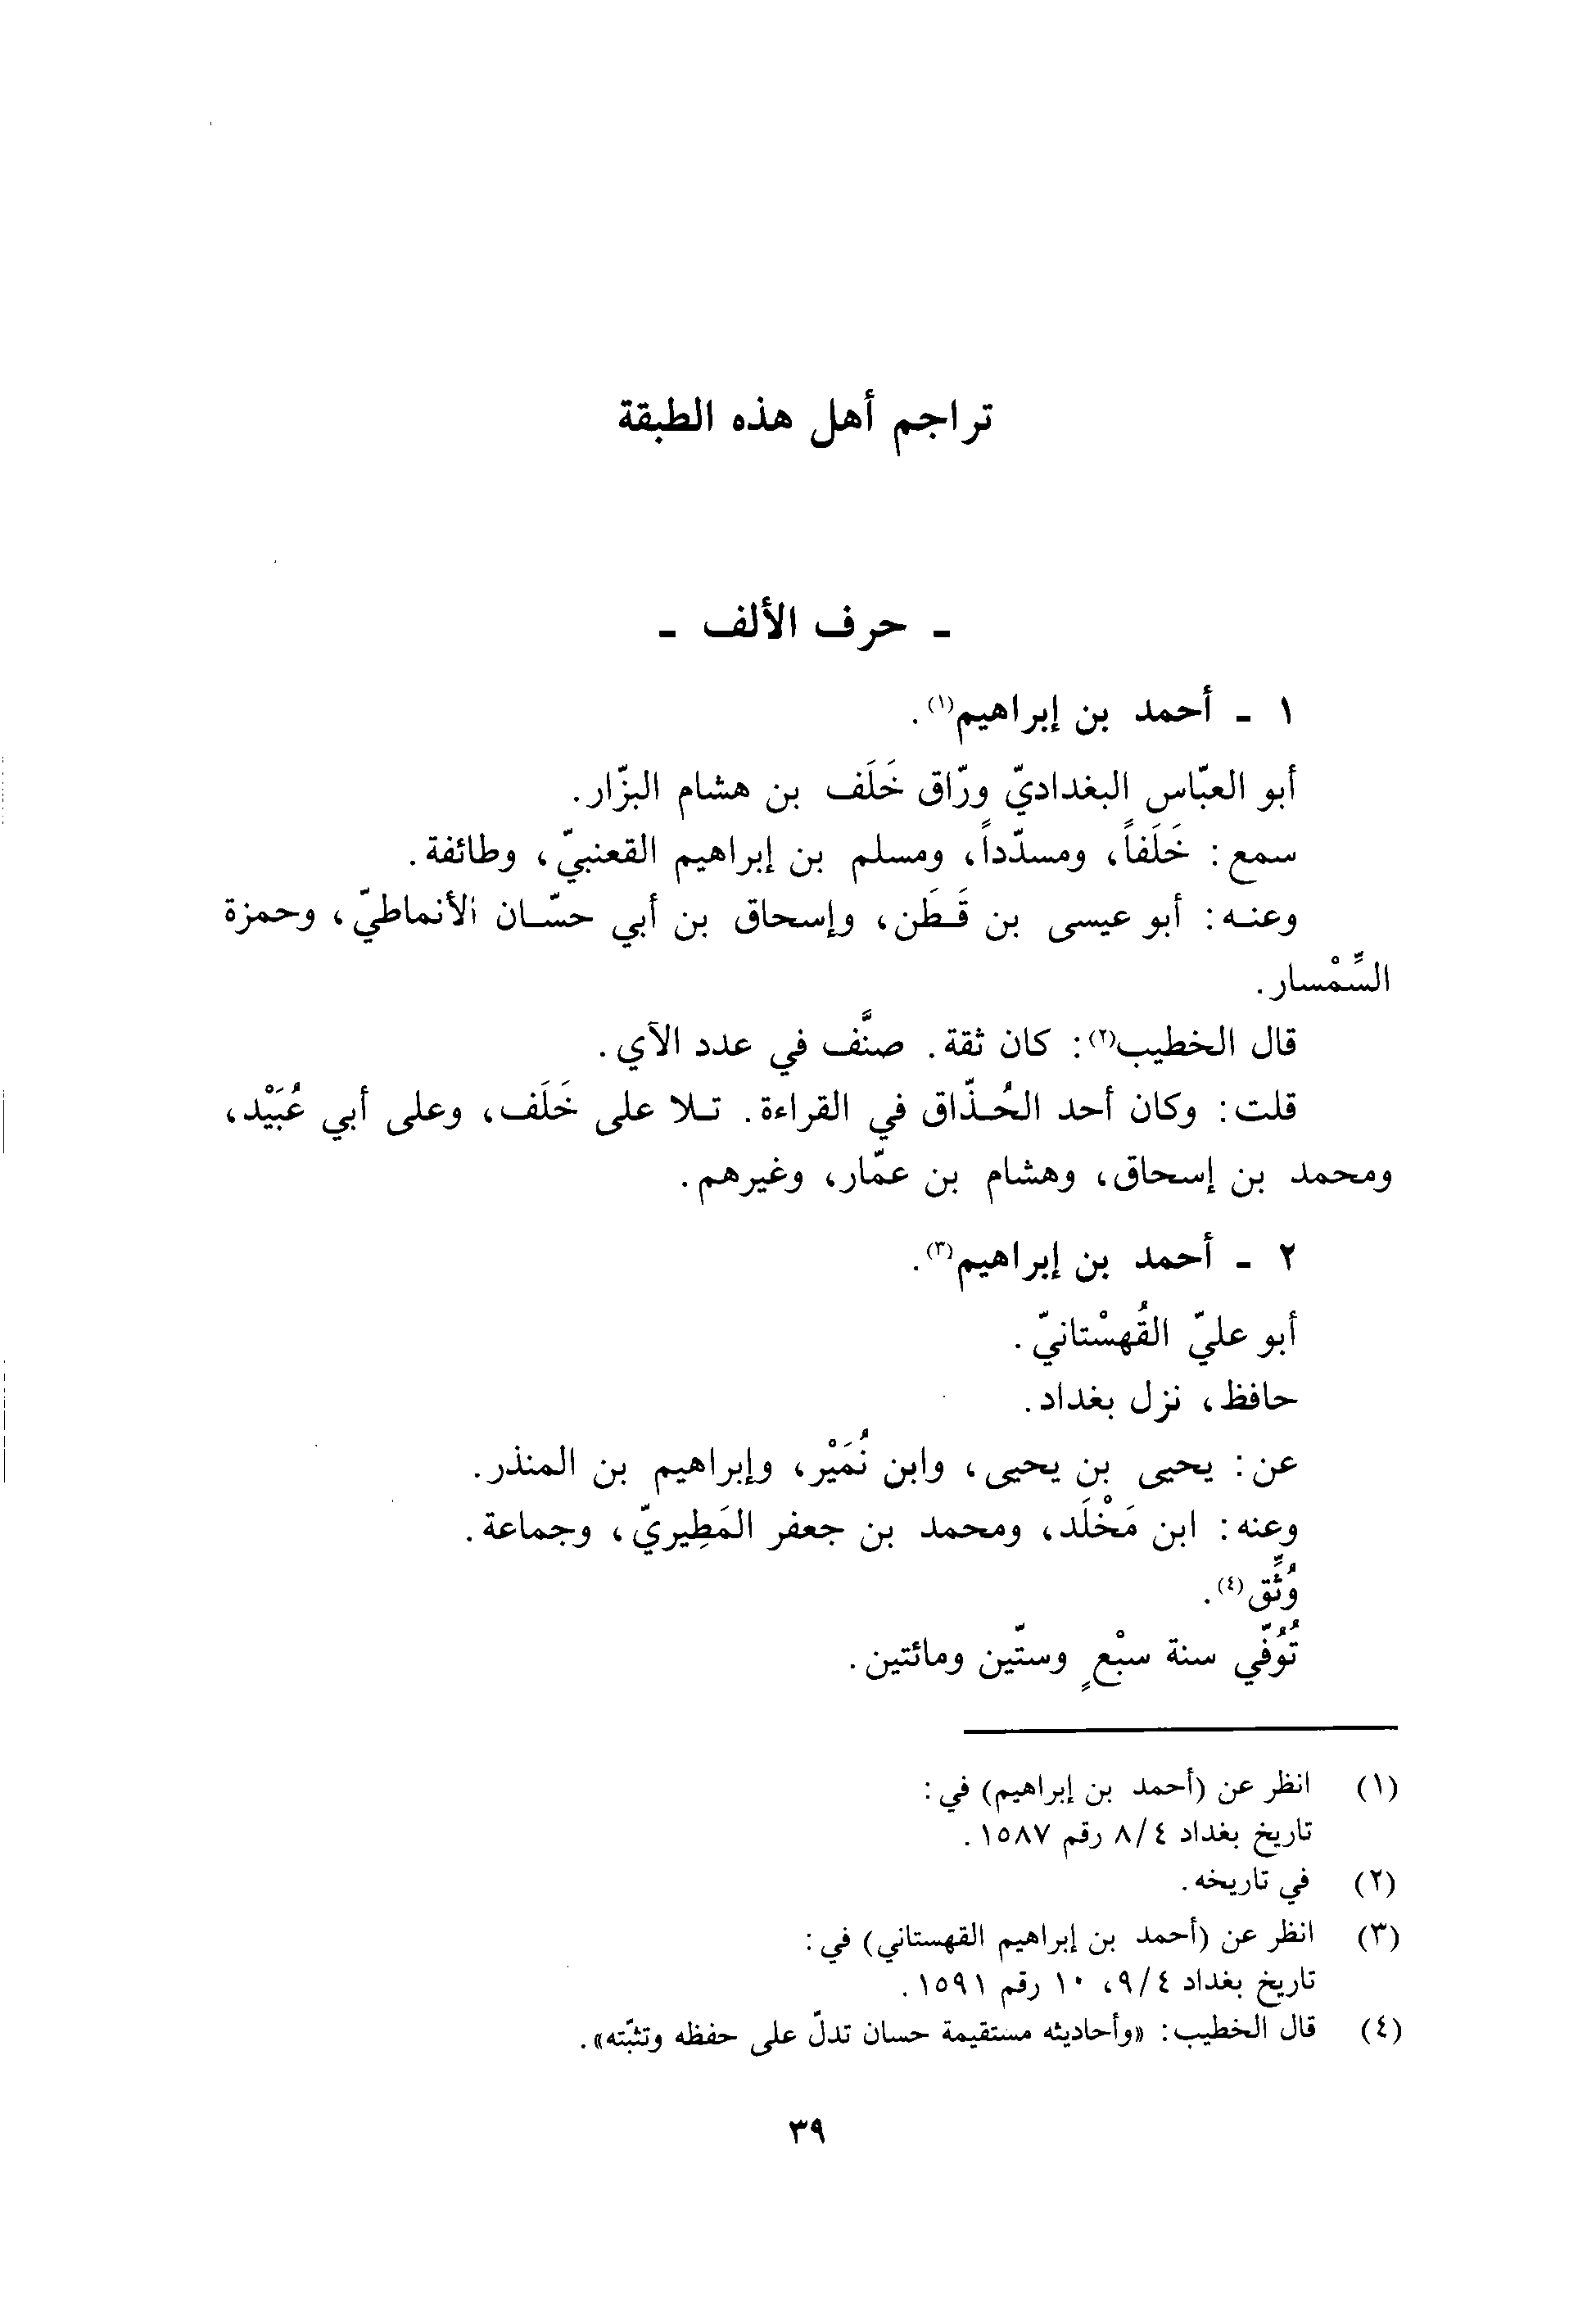 تراجم أهل هذه الطبقة
- حرف الألف -
١ - أحمد بن إبراهيم(١).
أبو العبّاس البغداديّ ورّاق خَلَف بن هشام البزّار.
سمع: خَلَفاً، ومسدّداً، ومسلم بن إبراهيم القعنبيّ، وطائفة.
وعنـه: أبو عيسى بن قَـطَن، وإسحاق بن أبي حسّـان الأنماطيّ، وحمزة
السِّمْسار.
قال الخطيب(٢): كان ثقة. صنَّف في عدد الآي.
قلت: وكان أحد الحُـذّاق في القراءة. تـلا على خَلَف، وعلى أبي عُبَيْد،
ومحمد بن إسحاق، وهشام بن عمّار، وغيرهم.
٢ - أحمد بن إبراهيم(٣).
أبو عليّ القُهسْتانيّ.
حافظ، نزل بغداد.
عن: يحيى بن يحيى، وابن نُمَيْر، وإبراهيم بن المنذر.
وعنه: ابن مَخْلَد، ومحمد بن جعفر المَطِيريّ، وجماعة.
وُثِّق(٤).
تُوُفّي سنة سبْعٍ وستّين ومائتين.
(١) انظر عن (أحمد بن إبراهيم) في:
تاريخ بغداد ٤/ ٨ رقم ١٥٨٧.
(٢) في تاريخه.
(٣) انظر عن (أحمد بن إبراهيم القهستاني) في:
تاريخ بغداد ٤/ ٩، ١٠ رقم ١٥٩١.
(٤) قال الخطيب: «وأحاديثه مستقيمة حسان تدلّ على حفظه وتثبّته».
٣٩